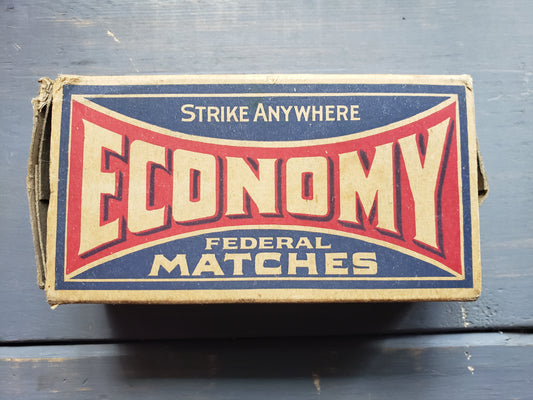 STRIKE ANYWHERE
ECONOMY
FEDERAL
MATCHES